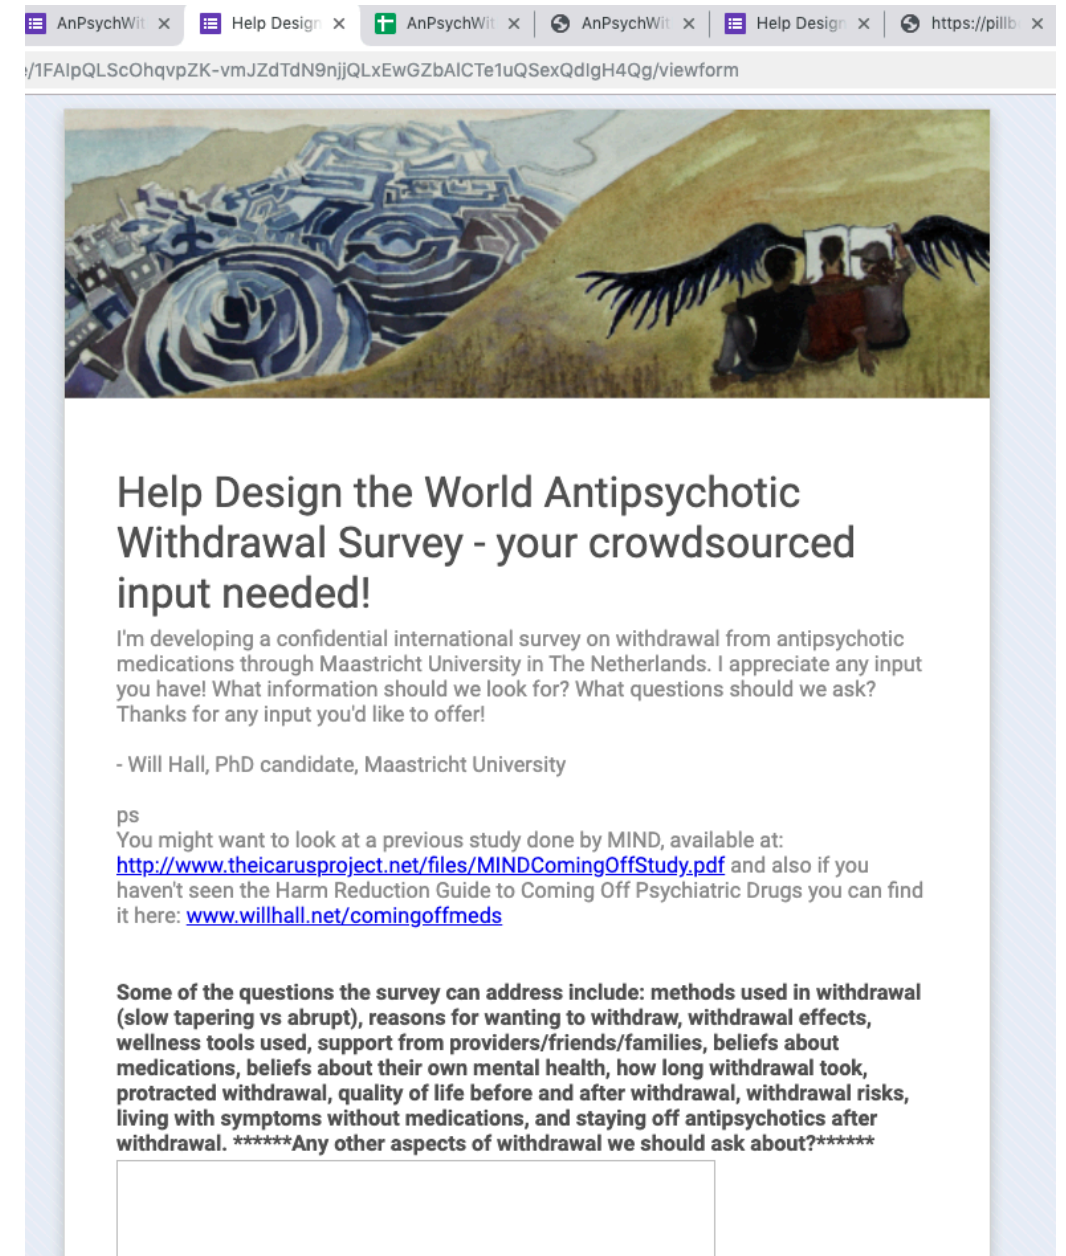 AnPsychWit
Help Design
AnPsychWit
AnPsychWit
Help Design
https://pillb
/1FAIpQLScOhqvpZK-vmJZdTdN9njjQLxEwGZbAlCTe1uQSexQdIgH4Qg/viewform
Help Design the World Antipsychotic
Withdrawal Survey - your crowdsourced
input needed!
I'm developing a confidential international survey on withdrawal from antipsychotic
medications through Maastricht University in The Netherlands. I appreciate any input
you have! What information should we look for? What questions should we ask?
Thanks for any input you'd like to offer!
- Will Hall, PhD candidate, Maastricht University
ps
You might want to look at a previous study done by MIND, available at:
http://www.theicarusproject.net/files/MINDComingOffStudy.pdf and also if you
haven't seen the Harm Reduction Guide to Coming Off Psychiatric Drugs you can find
it here: www.willhall.net/comingoffmeds
Some of the questions the survey can address include: methods used in withdrawal
(slow tapering vs abrupt), reasons for wanting to withdraw, withdrawal effects,
wellness tools used, support from providers/friends/families, beliefs about
medications, beliefs about their own mental health, how long withdrawal took,
protracted withdrawal, quality of life before and after withdrawal, withdrawal risks,
living with symptoms without medications, and staying off antipsychotics after
withdrawal. ******Any other aspects of withdrawal we should ask about?******